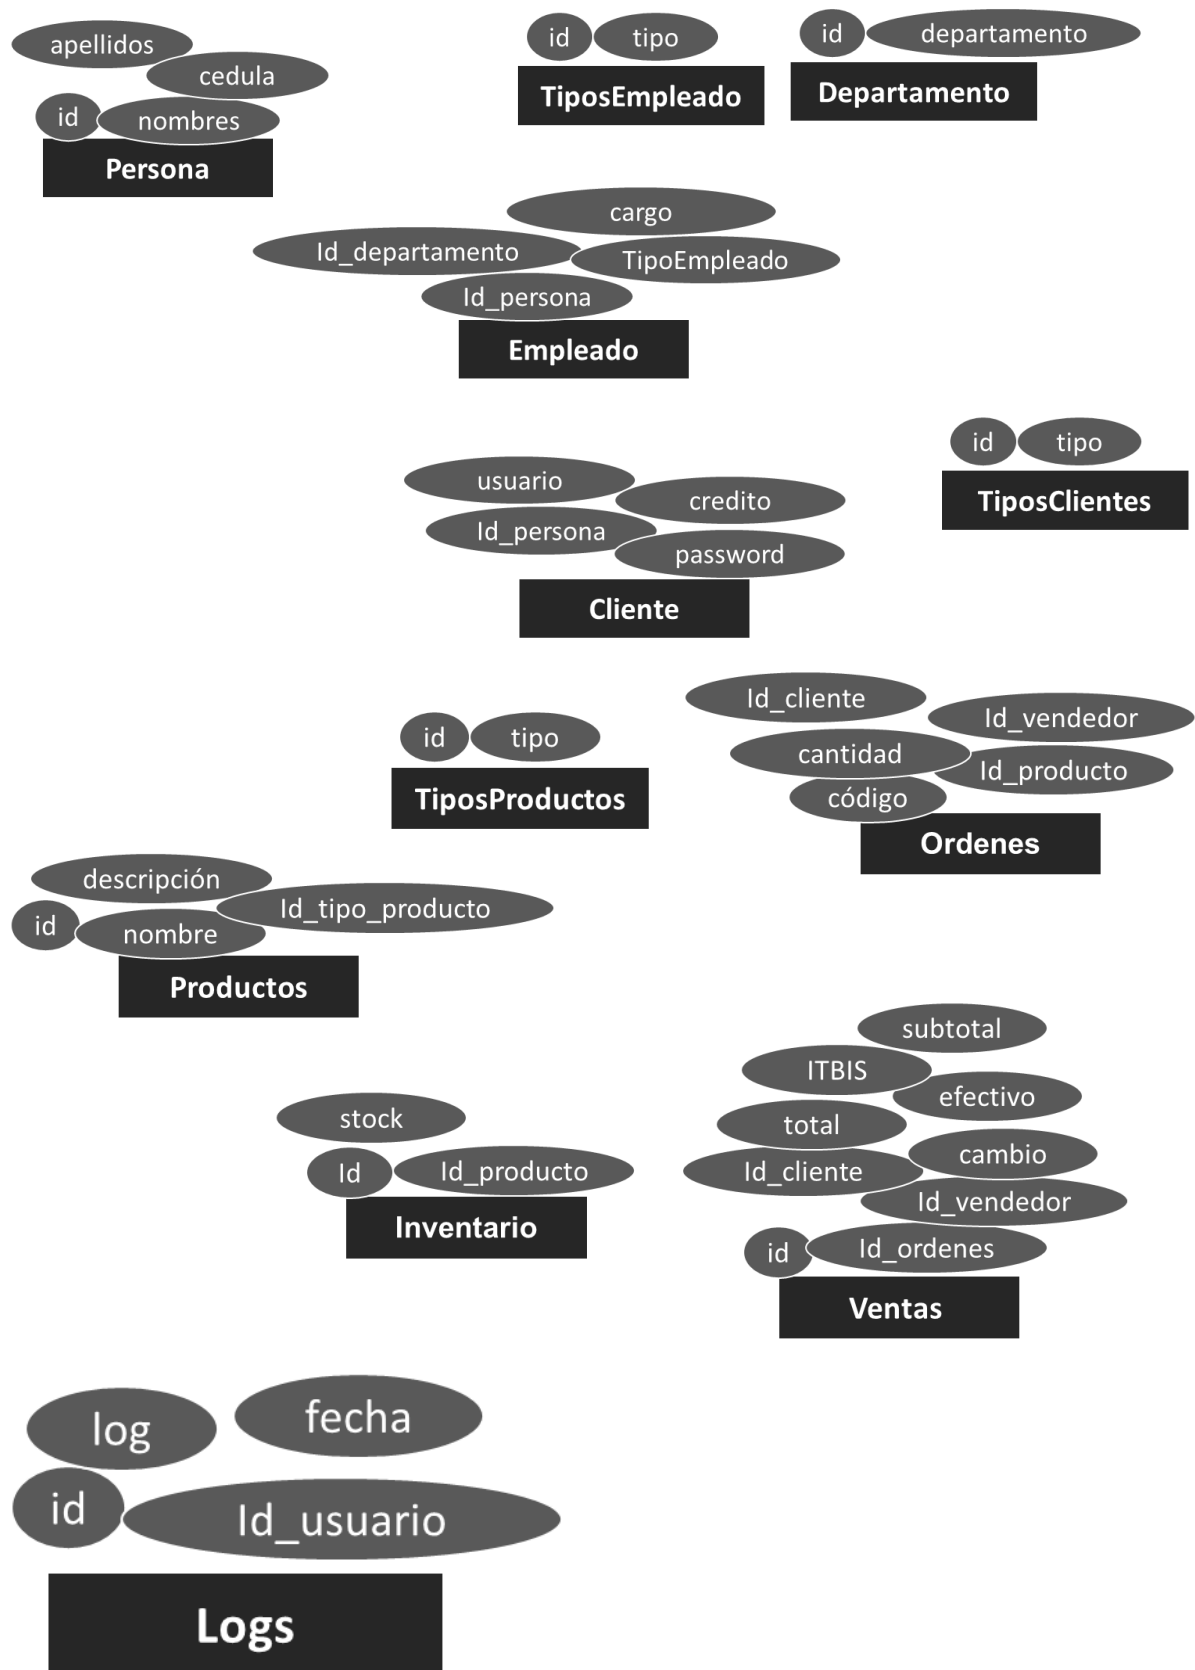 apellidos
cedula
id
nombres
Persona
id
tipo
TiposEmpleado
id
departamento
Departamento
cargo
Id_departamento
TipoEmpleado
Id_persona
Empleado
id
tipo
TiposClientes
usuario
credito
Id_persona
password
Cliente
Id_cliente
Id_vendedor
cantidad
Id_producto
código
Ordenes
id
tipo
TiposProductos
descripción
Id_tipo_producto
id
nombre
Productos
subtotal
ITBIS
efectivo
total
cambio
Id_cliente
Id_vendedor
id
Id_ordenes
Ventas
stock
Id
Id_producto
Inventario
log
fecha
id
Id_usuario
Logs